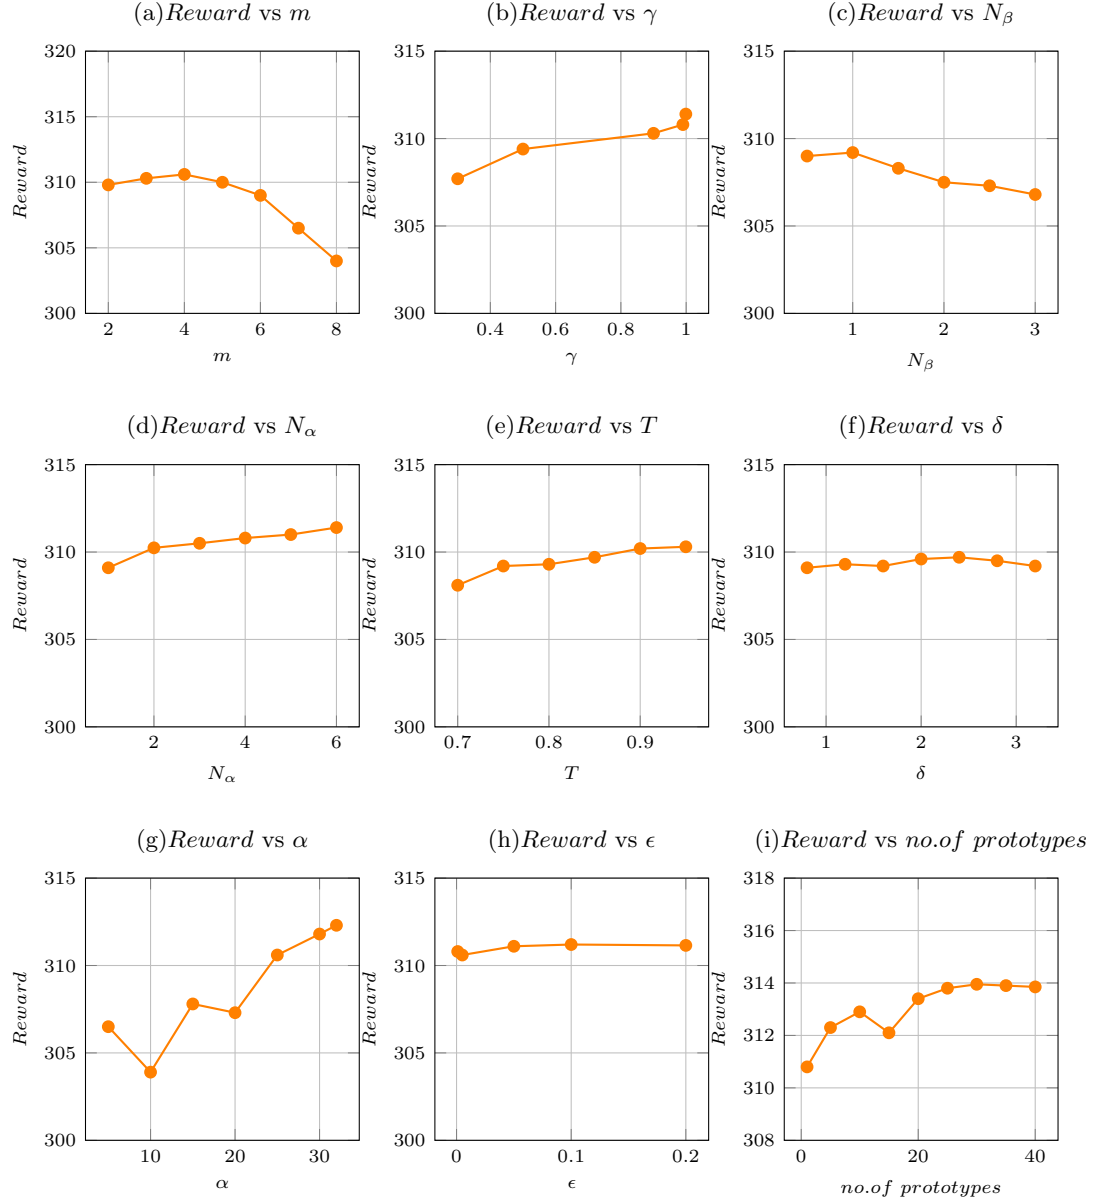 (a)Reward vs m
(b)Reward vs γ
(c)Reward vs N_β
320
315
310
305
300
Reward
2
4
6
8
m
315
310
305
300
Reward
0.4
0.6
0.8
1
γ
315
310
305
300
Reward
1
2
3
N_β
(d)Reward vs N_α
(e)Reward vs T
(f)Reward vs δ
315
310
305
300
Reward
2
4
6
N_α
315
310
305
300
Reward
0.7
0.8
0.9
T
315
310
305
300
Reward
1
2
3
δ
(g)Reward vs α
(h)Reward vs ϵ
(i)Reward vs no.of prototypes
315
310
305
300
Reward
10
20
30
α
315
310
305
300
Reward
0
0.1
0.2
ϵ
318
316
314
312
310
308
Reward
0
20
40
no.of prototypes